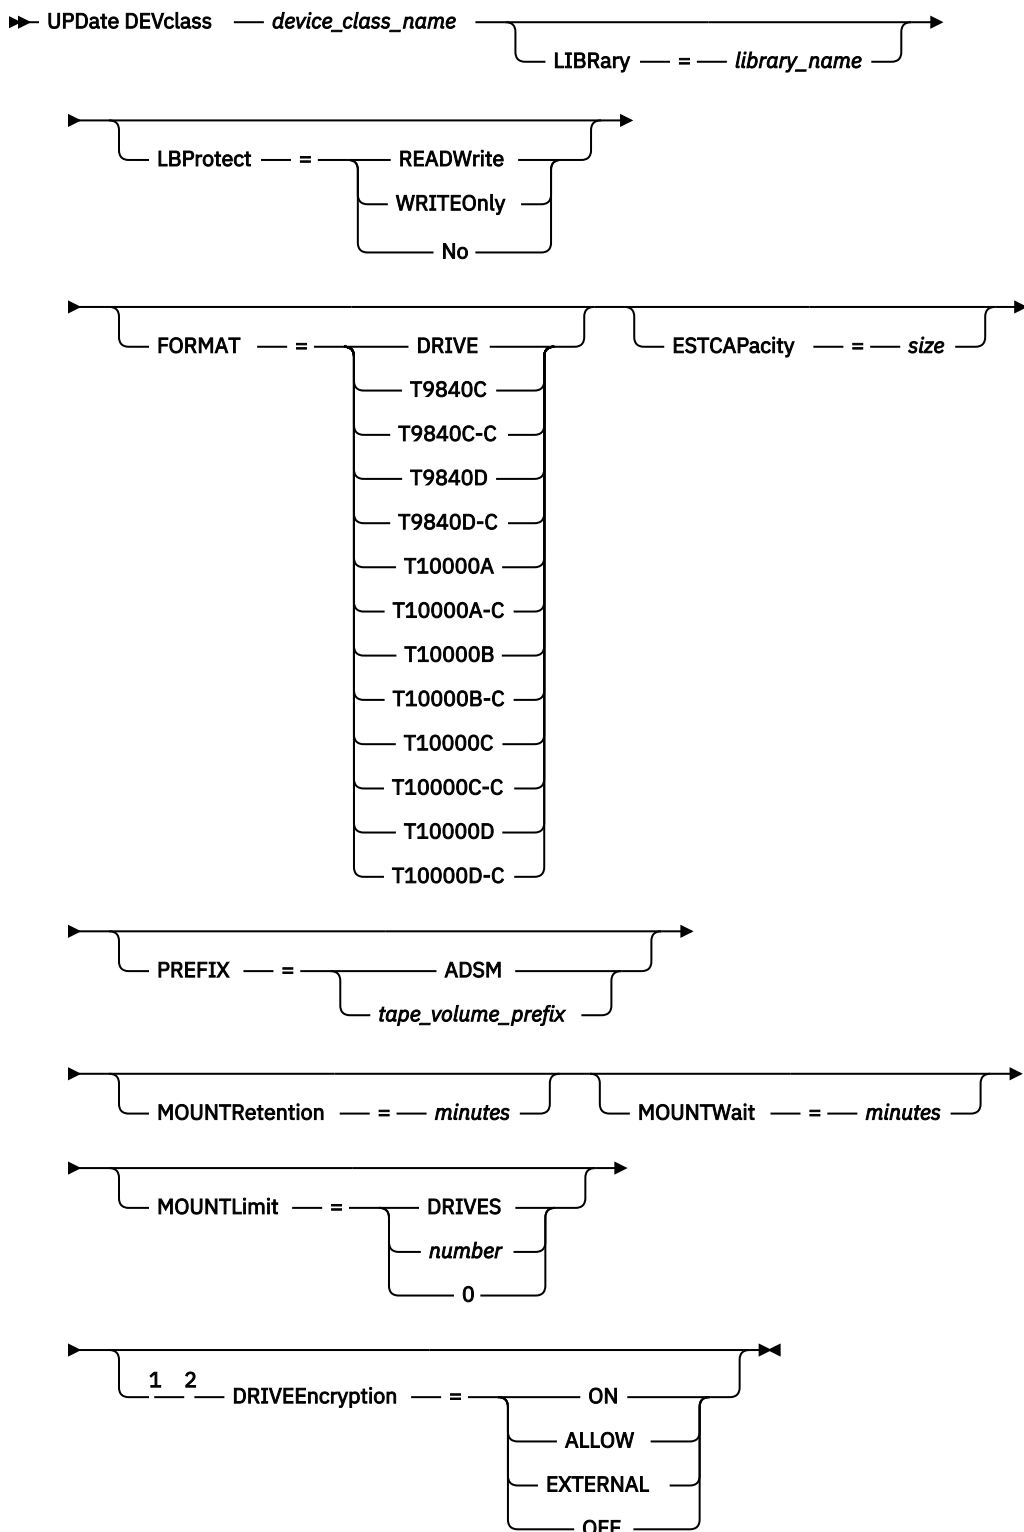 UPDate DEVclass device_class_name
LIBRary = library_name
LBProtect = READWrite
WRITEOnly
No
FORMAT = DRIVE ESTCAPacity = size
T9840C
T9840C-C
T9840D
T9840D-C
T10000A
T10000A-C
T10000B
T10000B-C
T10000C
T10000C-C
T10000D
T10000D-C
PREFIX = ADSM
tape_volume_prefix
MOUNTRetention = minutes MOUNTWait = minutes
MOUNTLimit = DRIVES
number
0
1 2 DRIVEEncryption = ON
ALLOW
EXTERNAL
OFF